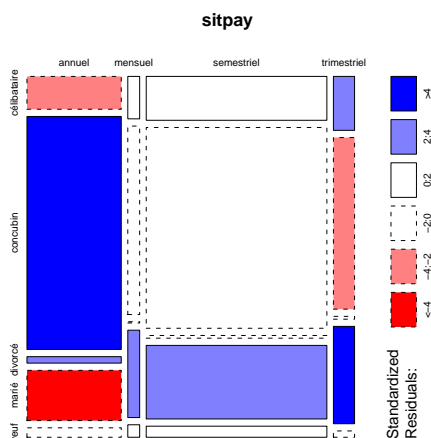 sitpay
annuel
mensuel
semestriel
trimestriel
célibataire
concubin
divorcé
marié
euf
Standardized
Residuals:
<-4
-4:-2
-2:0
0:2
2:4
>4